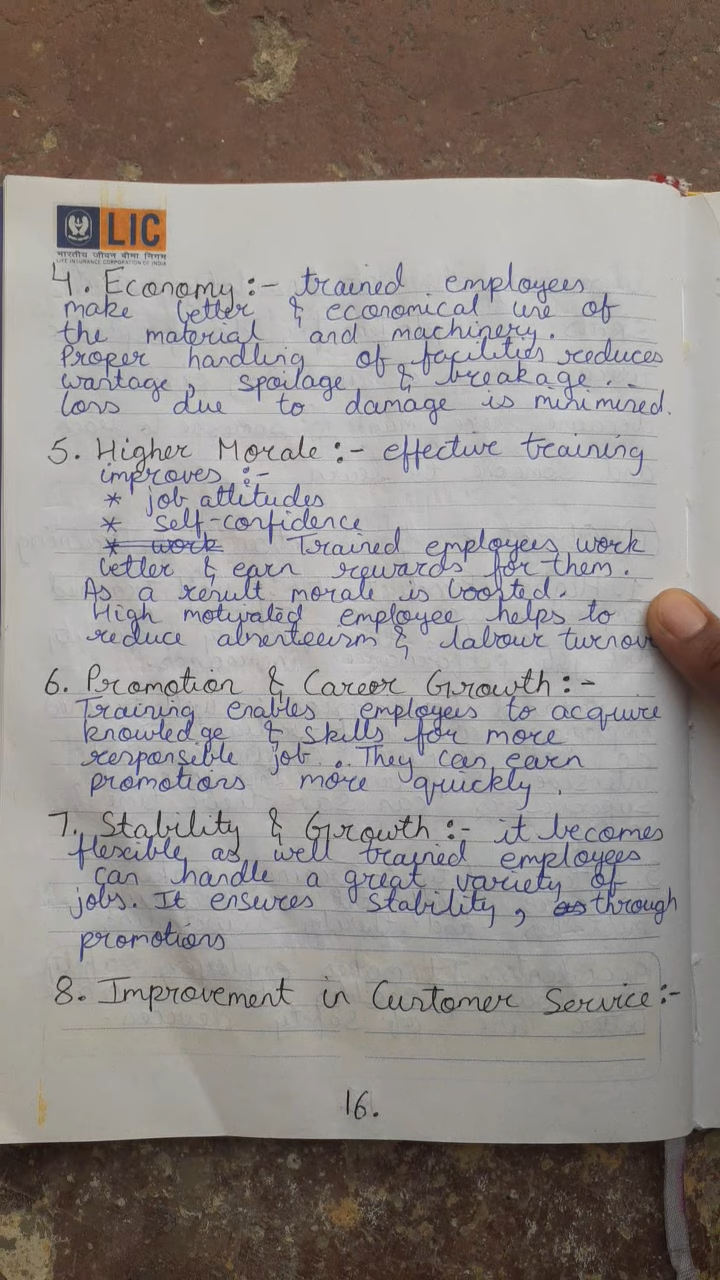 LIC
भारतीय जीवन बीमा निगम
LIFE INSURANCE CORPORATION OF INDIA
4. Economy :- trained employees
make better & economical use of
the material and machinery.
Proper handling of facilities reduces
wastage, spoilage & breakage..
loss due to damage is minimised.
5. Higher Morale :- effective training
improves :-
* job attitudes
* self-confidence
* work Trained employees work
better & earn rewards for them.
As a result morale is boosted.
High motivated employee helps to
reduce absenteeism & labour turnov
6. Promotion & Career Growth :-
Training enables employees to acquire
knowledge & skills for more
responsible job.. They can earn
promotions more quickly.
7. Stability & Growth :- it becomes
flexible as well trained employees
can handle a great variety of
jobs. It ensures stability, as through
promotions
8. Improvement in Customer Service :-
16.